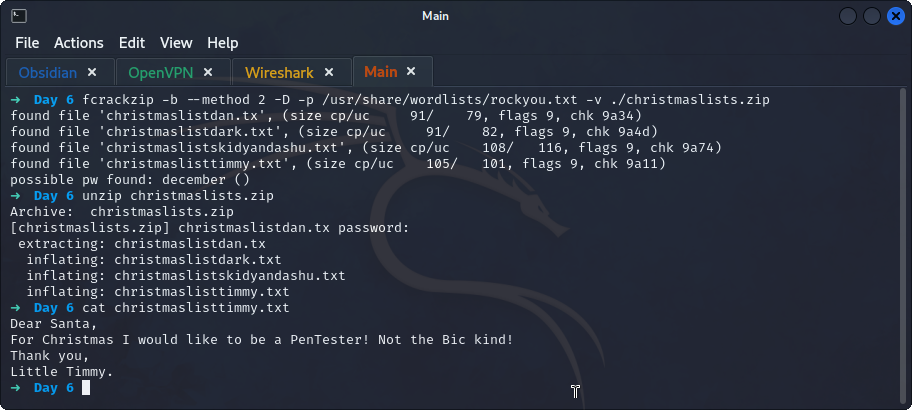 Main
File Actions Edit View Help
Obsidian × OpenVPN × Wireshark × Main ×
➜ Day 6 fcrackzip -b --method 2 -D -p /usr/share/wordlists/rockyou.txt -v ./christmaslists.zip
found file 'christmaslistdan.tx', (size cp/uc     91/    79, flags 9, chk 9a34)
found file 'christmaslistdark.txt', (size cp/uc     91/    82, flags 9, chk 9a4d)
found file 'christmaslistskidyandashu.txt', (size cp/uc    108/   116, flags 9, chk 9a74)
found file 'christmaslisttimmy.txt', (size cp/uc    105/   101, flags 9, chk 9a11)
possible pw found: december ()
➜ Day 6 unzip christmaslists.zip
Archive:  christmaslists.zip
[christmaslists.zip] christmaslistdan.tx password:
 extracting: christmaslistdan.tx
  inflating: christmaslistdark.txt
  inflating: christmaslistskidyandashu.txt
  inflating: christmaslisttimmy.txt
➜ Day 6 cat christmaslisttimmy.txt
Dear Santa,
For Christmas I would like to be a PenTester! Not the Bic kind!
Thank you,
Little Timmy.
➜ Day 6